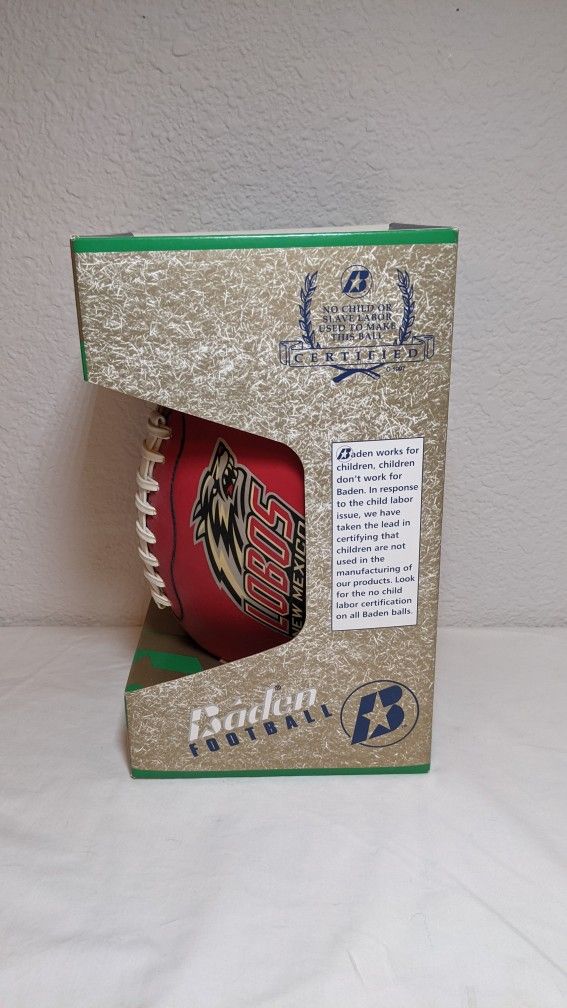 B
NO CHILD OR
SLAVE LABOR
USED TO MAKE
THIS BALL
CERTIFIED
Baden works for
children, children
don't work for
Baden. In response
to the child labor
issue, we have
taken the lead in
certifying that
children are not
used in the
manufacturing of
our products. Look
for the no child
labor certification
on all Baden balls.
LOBOS
NEW MEXICO
Baden
FOOTBALL
B